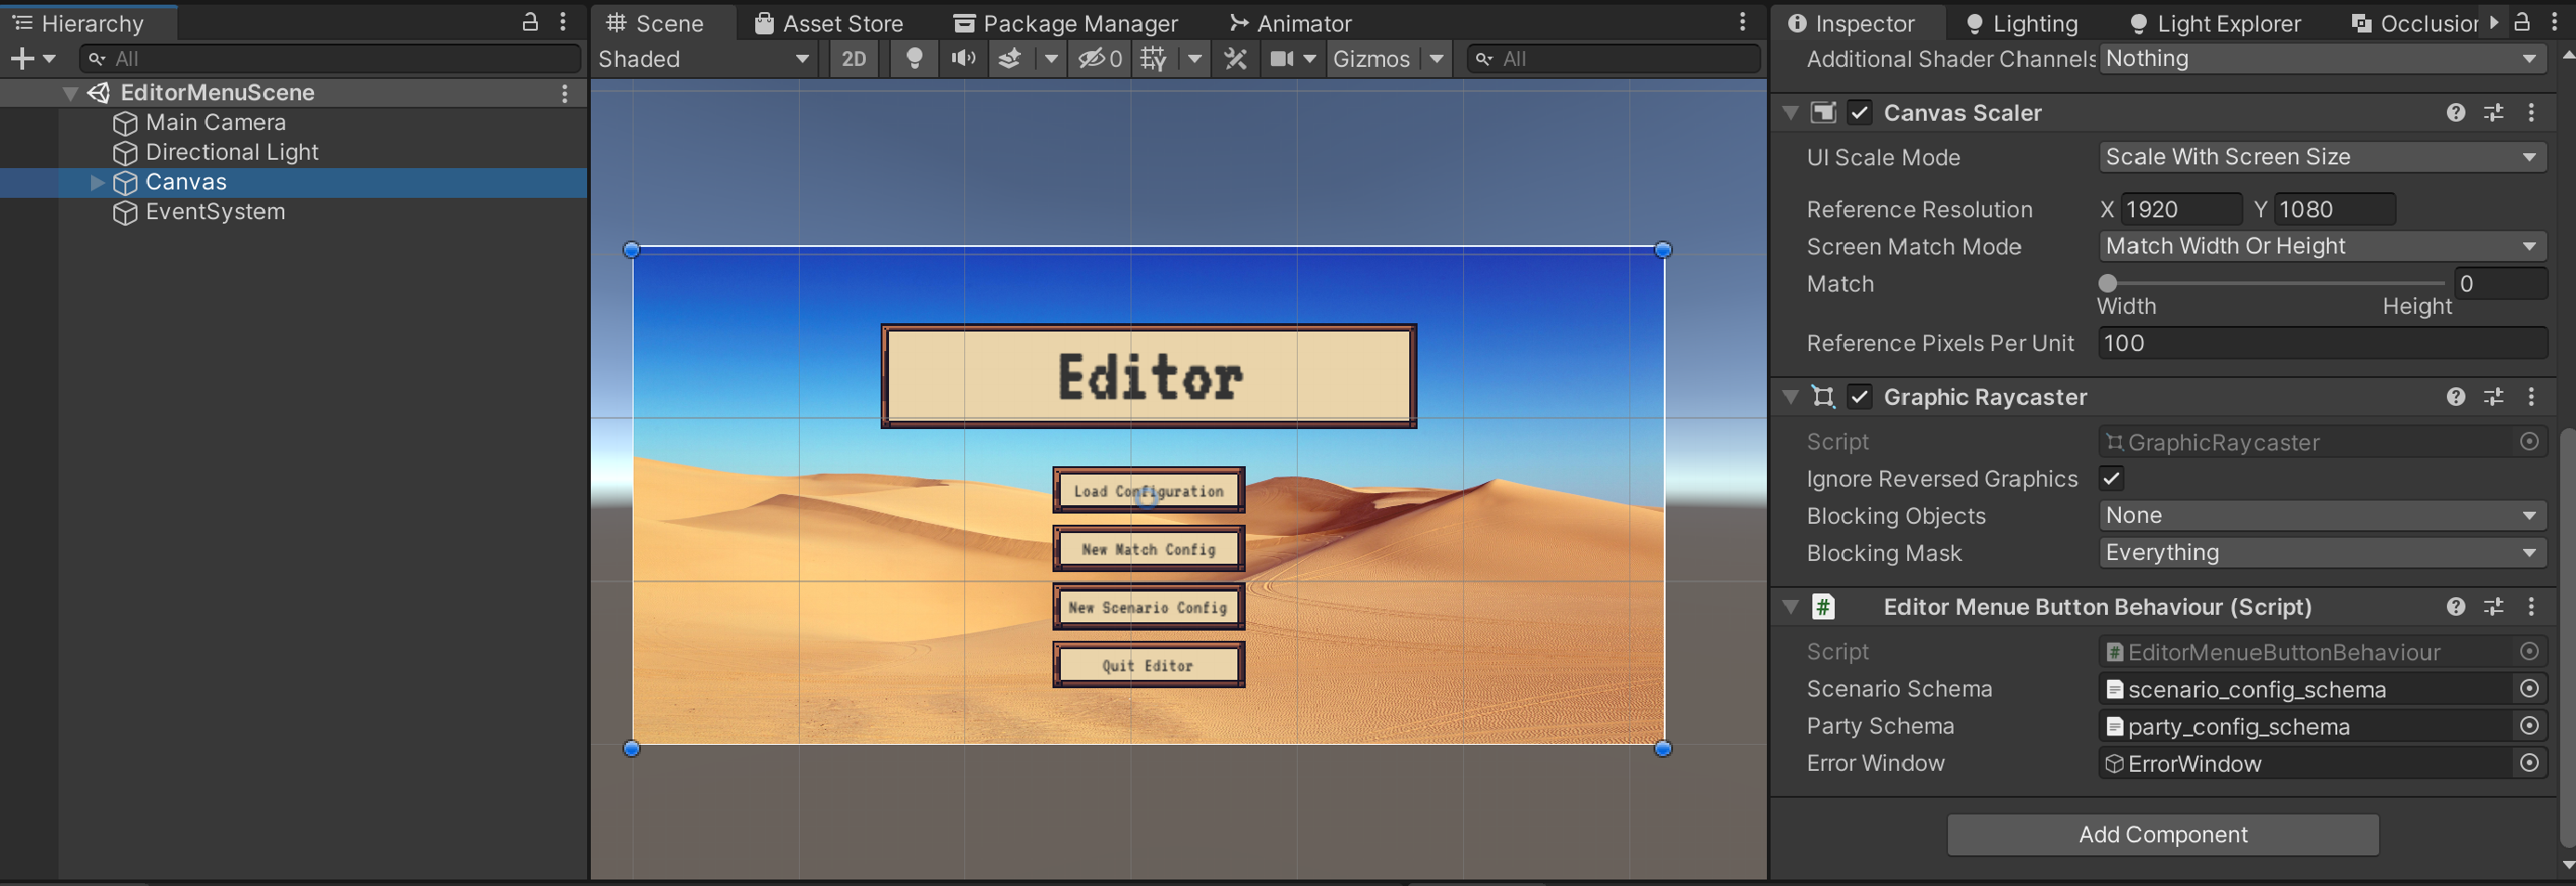 Hierarchy
All
EditorMenuScene
Main Camera
Directional Light
Canvas
EventSystem
Scene
Asset Store
Package Manager
Animator
Shaded
2D
0
Gizmos
All
Editor
Load Configuration
New Match Config
New Scenario Config
Quit Editor
Inspector
Lighting
Light Explorer
Occlusion
Additional Shader Channels Nothing
Canvas Scaler
UI Scale Mode Scale With Screen Size
Reference Resolution X 1920 Y 1080
Screen Match Mode Match Width Or Height
Match 0
Width Height
Reference Pixels Per Unit 100
Graphic Raycaster
Script GraphicRaycaster
Ignore Reversed Graphics
Blocking Objects None
Blocking Mask Everything
# Editor Menue Button Behaviour (Script)
Script # EditorMenueButtonBehaviour
Scenario Schema scenario_config_schema
Party Schema party_config_schema
Error Window ErrorWindow
Add Component